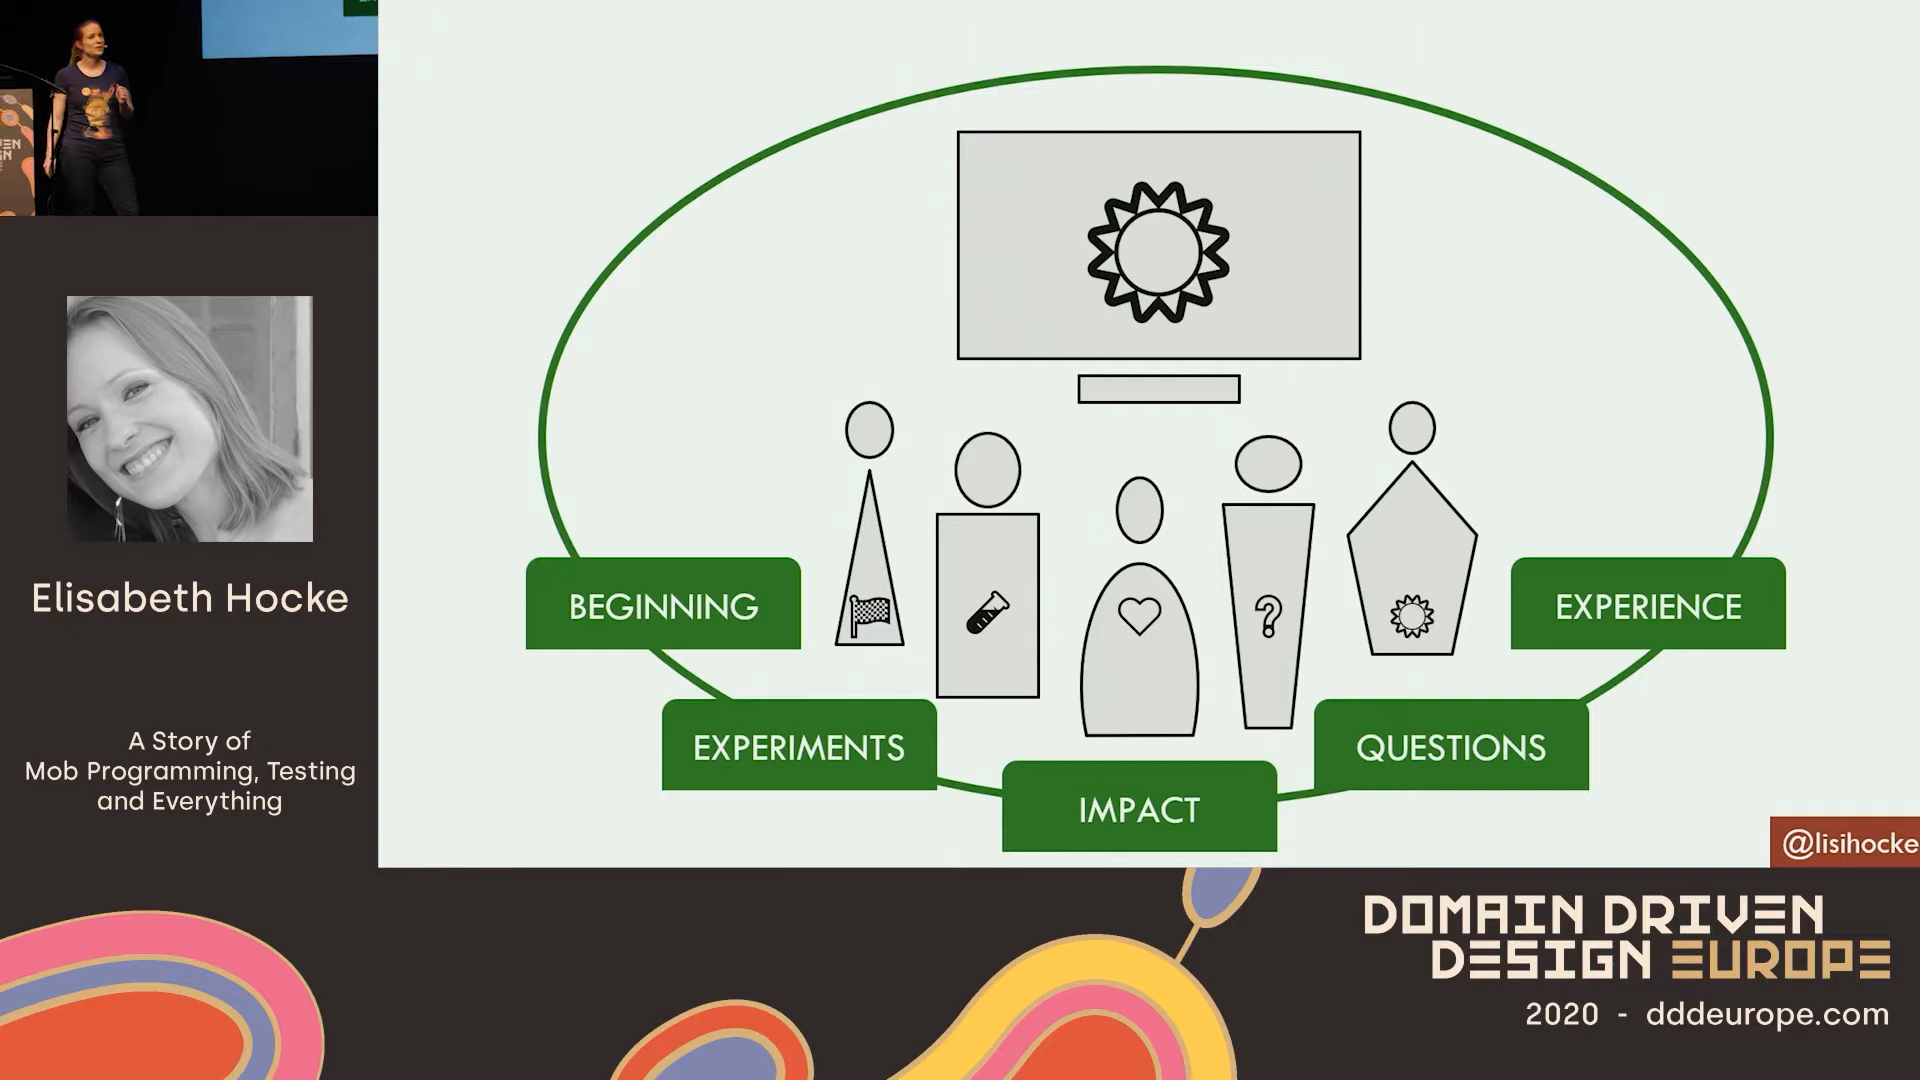 Elisabeth Hocke
A Story of
Mob Programming, Testing
and Everything
BEGINNING
EXPERIMENTS
IMPACT
QUESTIONS
EXPERIENCE
?
@lisihocke
DOMAIN DRIVEN
DESIGN EUROPE
2020 - dddeurope.com